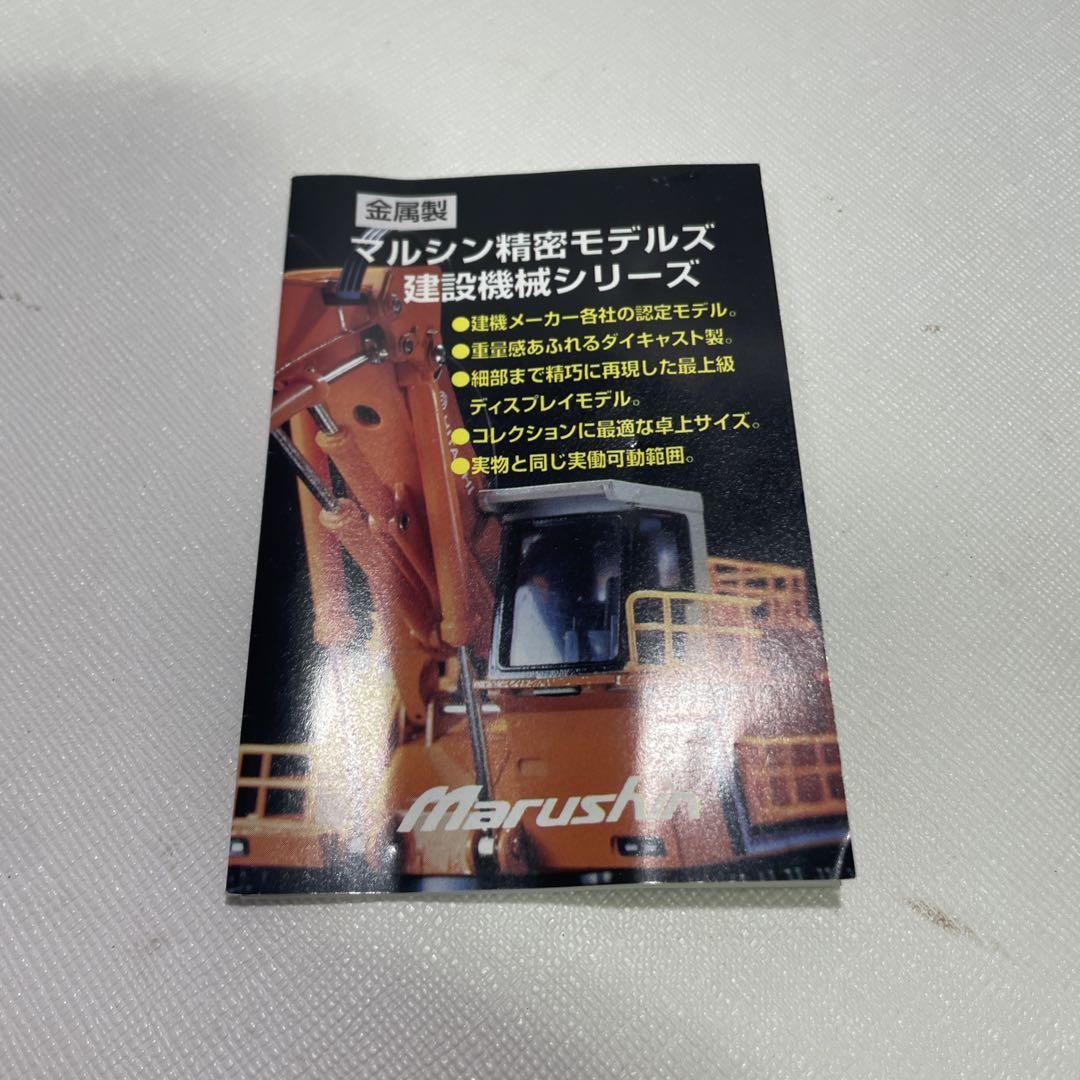 金属製
マルシン精密モデルズ
建設機械シリーズ
●建機メーカー各社の認定モデル。
●重量感あふれるダイキャスト製。
●細部まで精巧に再現した最上級
ディスプレイモデル。
●コレクションに最適な卓上サイズ。
●実物と同じ実働可動範囲。
HITACHI
Marushin